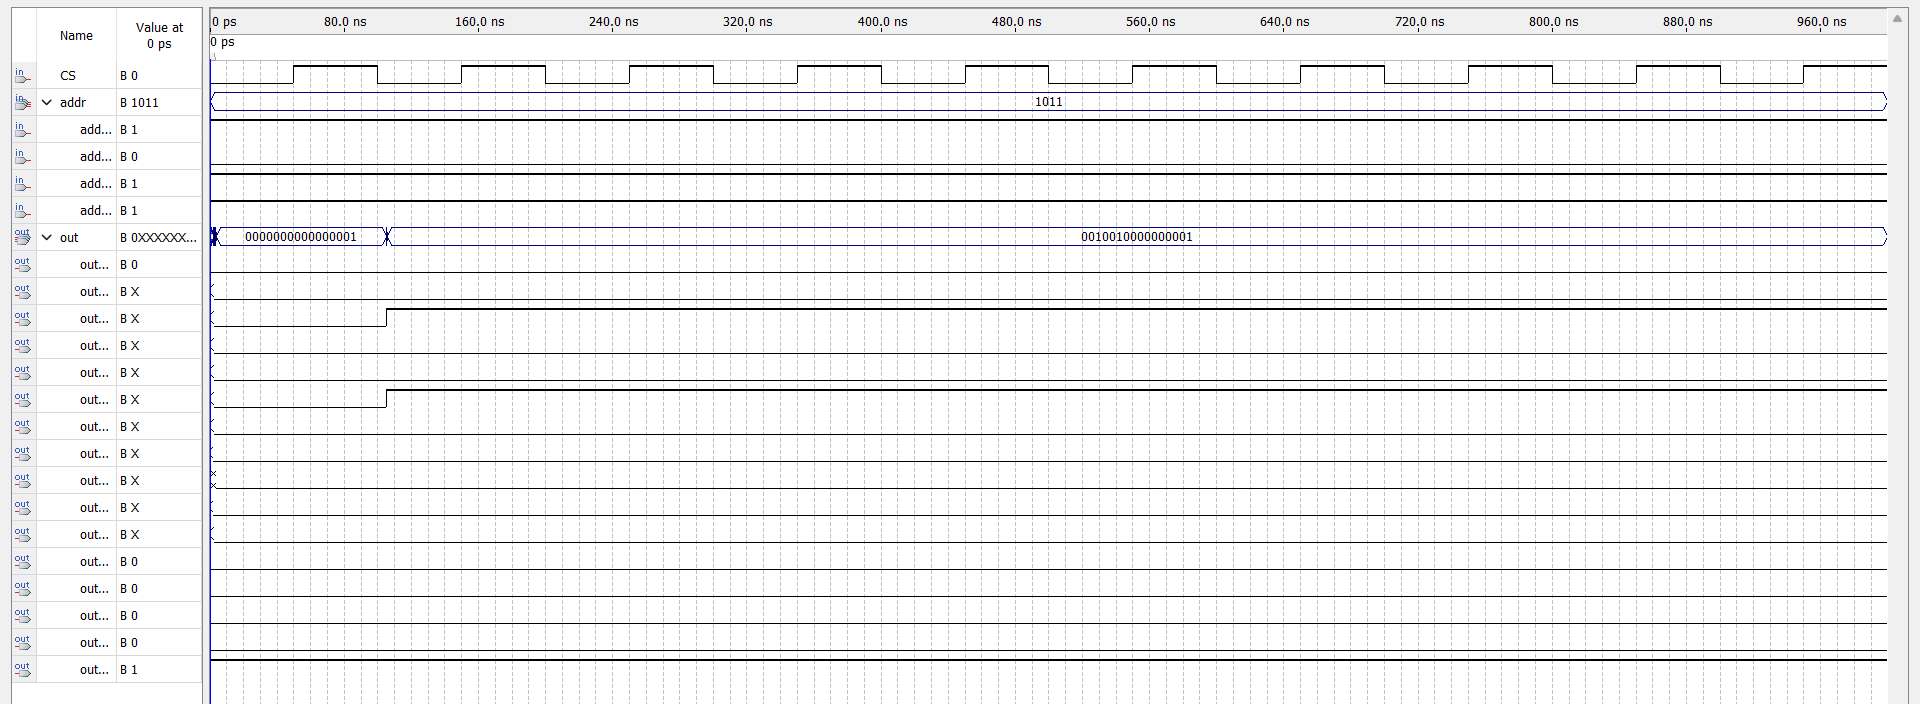 Name Value at 0 ps 0 ps 80.0 ns 160.0 ns 240.0 ns 320.0 ns 400.0 ns 480.0 ns 560.0 ns 640.0 ns 720.0 ns 800.0 ns 880.0 ns 960.0 ns
0 ps
in CS B 0
in addr B 1011 1011
in add... B 1
in add... B 0
in add... B 1
in add... B 1
out out B 0XXXXXX... 0000000000000001 0010010000000001
out out... B 0
out out... B X
out out... B X
out out... B X
out out... B X
out out... B X
out out... B X
out out... B X
out out... B X
out out... B X
out out... B X
out out... B 0
out out... B 0
out out... B 0
out out... B 0
out out... B 1